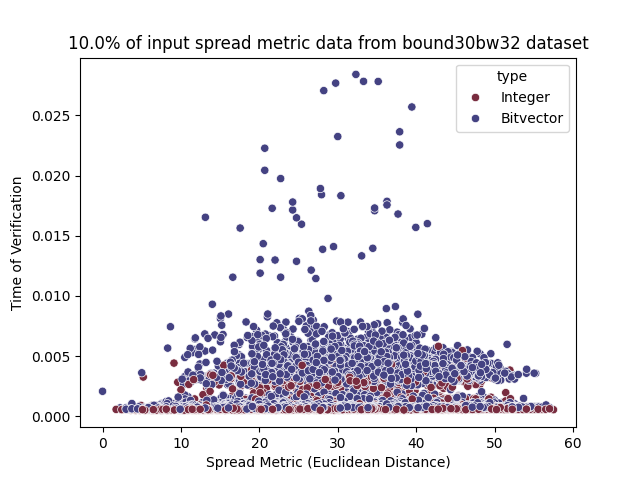 10.0% of input spread metric data from bound30bw32 dataset
type
Integer
Bitvector
0.025
0.020
0.015
0.010
0.005
0.000
Time of Verification
0 10 20 30 40 50 60
Spread Metric (Euclidean Distance)